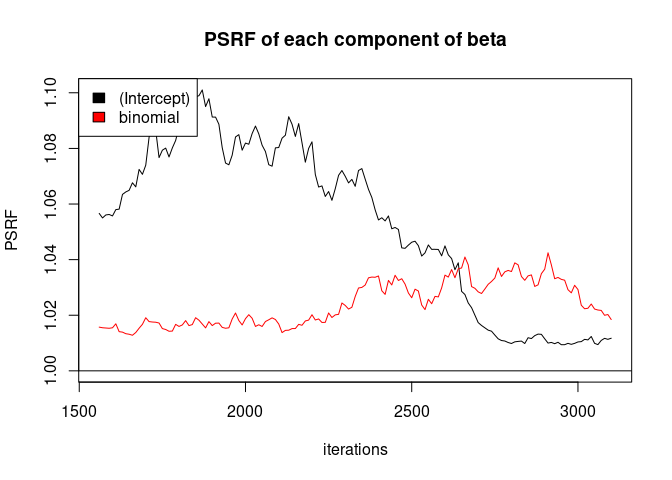 PSRF of each component of beta
(Intercept)
binomial
PSRF
1.10
1.08
1.06
1.04
1.02
1.00
1500 2000 2500 3000
iterations